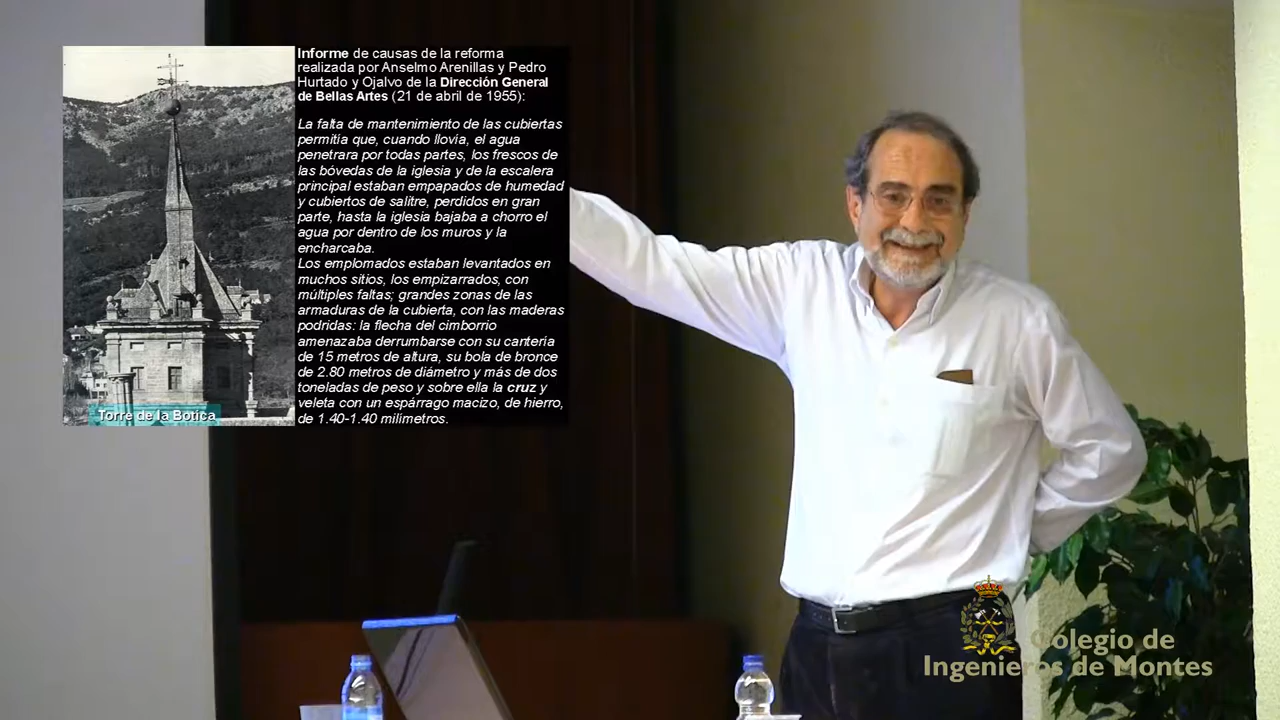 Informe de causas de la reforma
realizada por Anselmo Arenillas y Pedro
Hurtado y Ojalvo de la Dirección General
de Bellas Artes (21 de abril de 1955):
La falta de mantenimiento de las cubiertas
permitía que, cuando llovia, el agua
penetrara por todas partes, los frescos de
las bóvedas de la iglesia y de la escalera
principal estaban empapados de humedad
y cubiertos de salitre, perdidos en gran
parte, hasta la iglesia bajaba a chorro el
agua por dentro de los muros y la
encharcaba.
Los emplomados estaban levantados en
muchos sitios, los empizarrados, con
múltiples faltas; grandes zonas de las
armaduras de la cubierta, con las maderas
podridas: la flecha del cimborrio
amenazaba derrumbarse con su cantería
de 15 metros de altura, su bola de bronce
de 2.80 metros de diámetro y más de dos
toneladas de peso y sobre ella la cruz y
veleta con un espárrago macizo, de hierro,
de 1.40-1.40 milimetros.
Torre de la Botica
Colegio de
Ingenieros de Montes